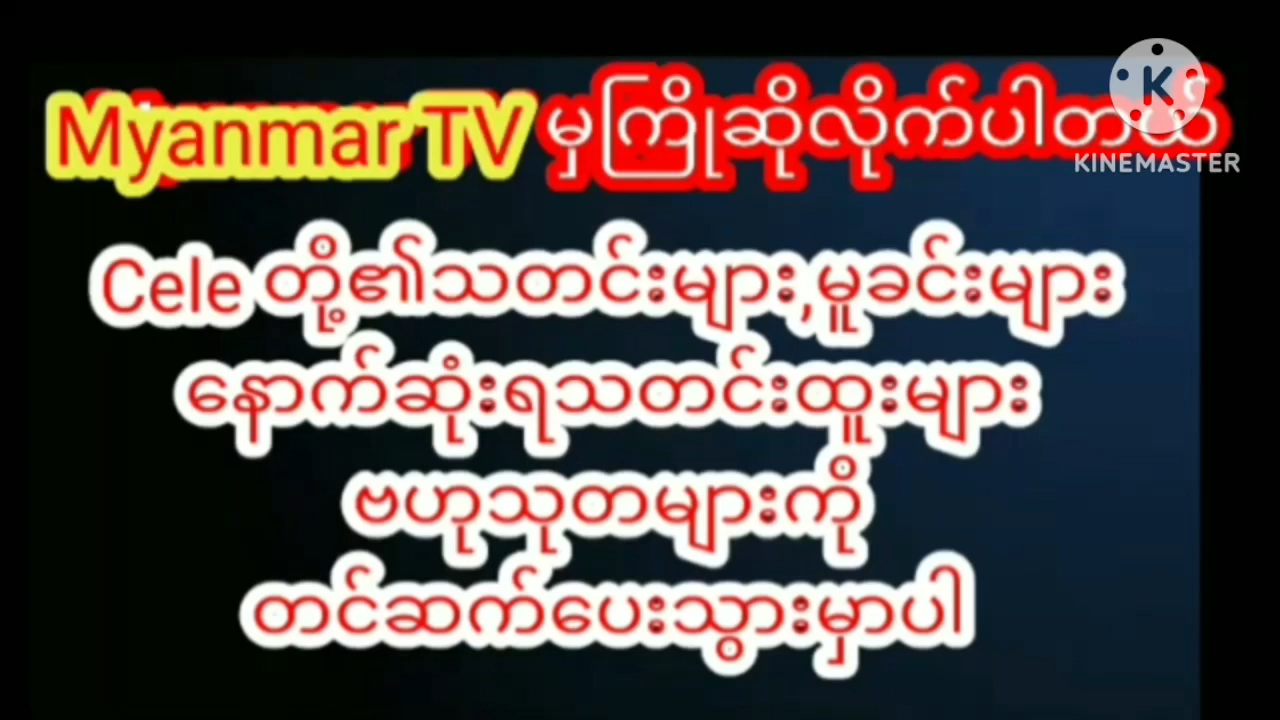 Myanmar TV မှကြိုဆိုလိုက်ပါတယ်
K
KINEMASTER
Cele တို့၏သတင်းများ,မူခင်းများ
နောက်ဆုံးရသတင်းထူးများ
ဗဟုသုတများကို
တင်ဆက်ပေးသွားမှာပါ